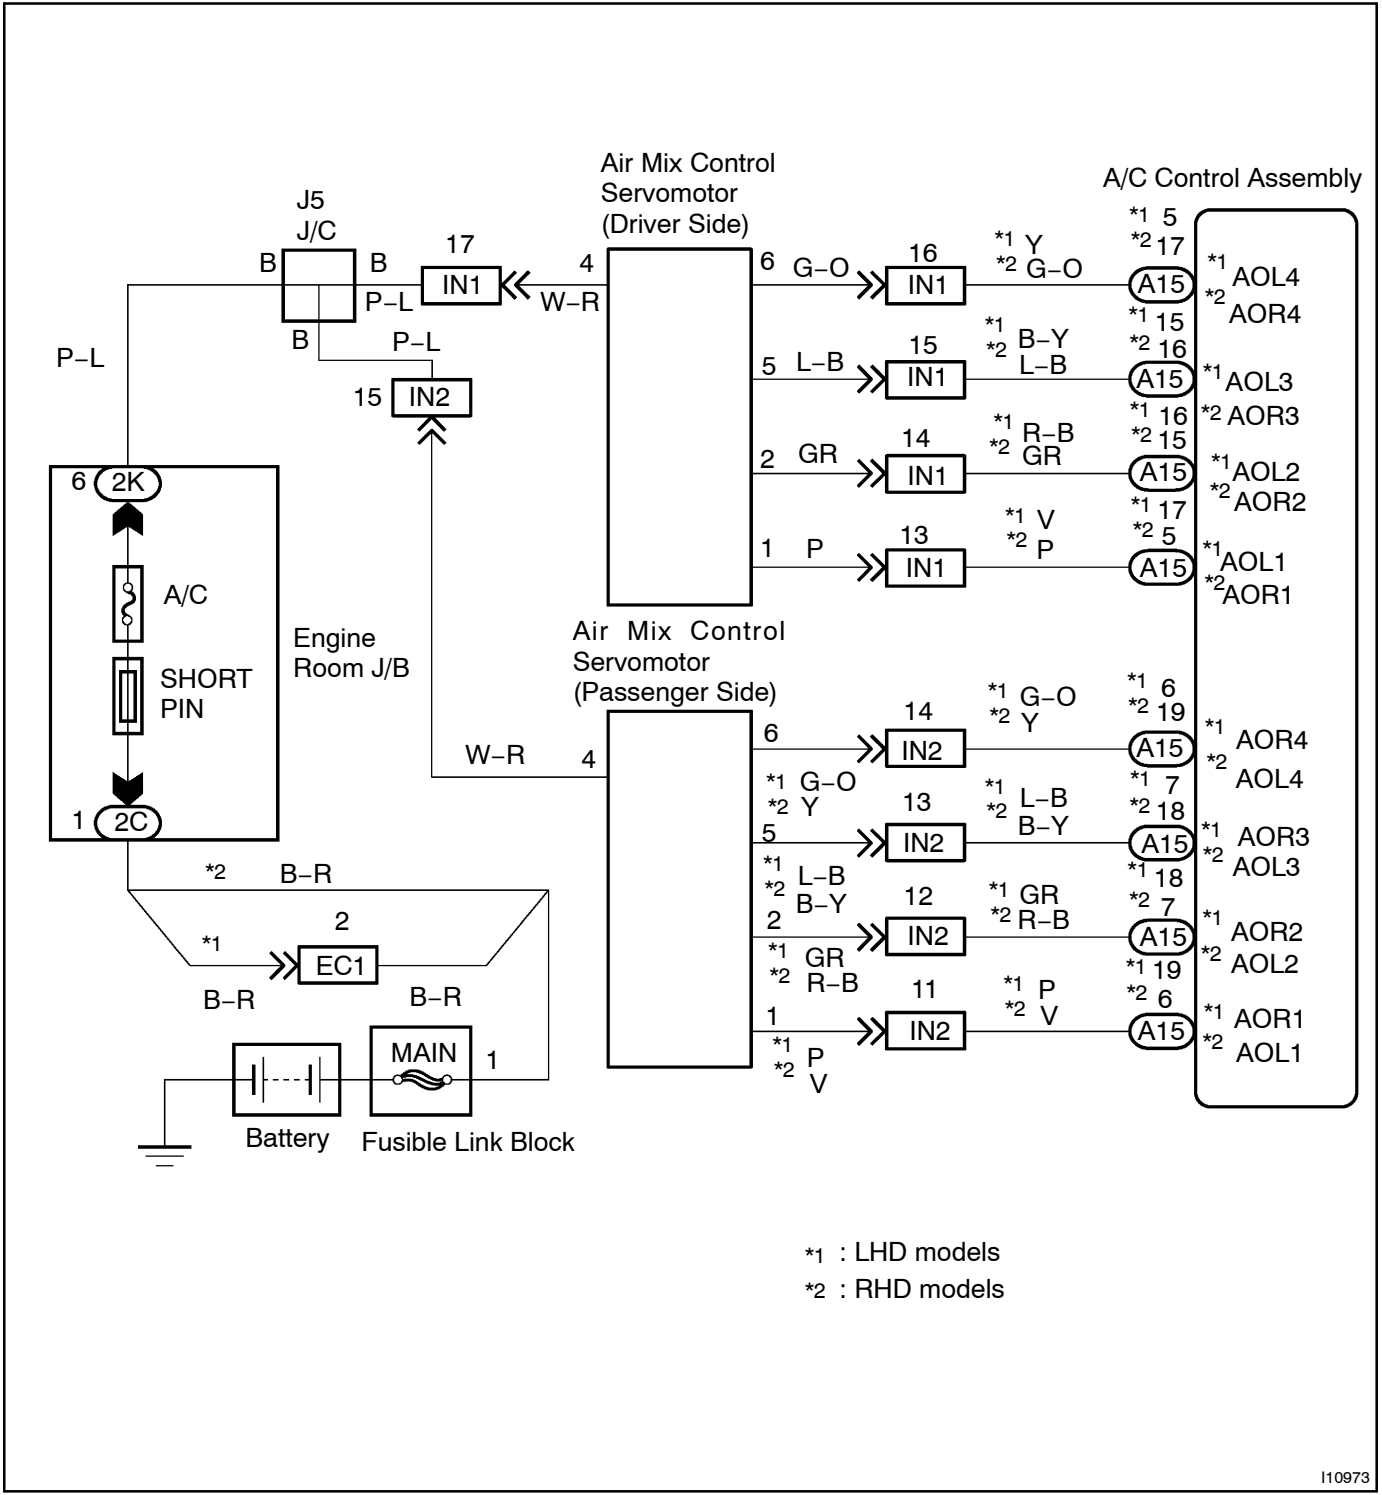 Air Mix Control
Servomotor
(Driver Side)
A/C Control Assembly
J5
J/C
B
B
P–L
B
P–L
P–L
17
IN1
4
W–R
15
IN2
6
2K
A/C
SHORT
PIN
1
2C
Engine
Room J/B
*2 B–R
*1
B–R
2
EC1
B–R
MAIN
1
Battery
Fusible Link Block
W–R
4
6 G–O
16
IN1
*1 Y
*2 G–O
*1 5
*2 17
A15
*1 AOL4
*2 AOR4
5 L–B
15
IN1
*1 B–Y
*2 L–B
*1 15
*2 16
A15
*1 AOL3
*2 AOR3
2 GR
14
IN1
*1 R–B
*2 GR
*1 16
*2 15
A15
*1 AOL2
*2 AOR2
1 P
13
IN1
*1 V
*2 P
*1 17
*2 5
A15
*1 AOL1
*2 AOR1
Air Mix Control
Servomotor
(Passenger Side)
6
*1 G–O
*2 Y
14
IN2
*1 G–O
*2 Y
*1 6
*2 19
A15
*1 AOR4
*2 AOL4
5
*1 L–B
*2 B–Y
13
IN2
*1 L–B
*2 B–Y
*1 7
*2 18
A15
*1 AOR3
*2 AOL3
2
*1 GR
*2 R–B
12
IN2
*1 GR
*2 R–B
*1 18
*2 7
A15
*1 AOR2
*2 AOL2
1
*1 P
*2 V
11
IN2
*1 P
*2 V
*1 19
*2 6
A15
*1 AOR1
*2 AOL1
*1 : LHD models
*2 : RHD models
I10973